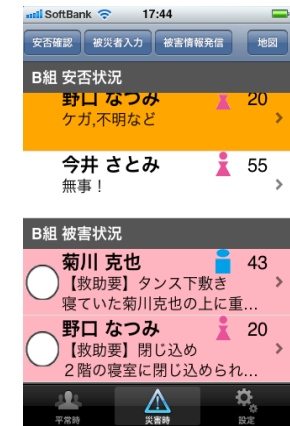 SoftBank 17:44
安否確認 被災者入力 被害情報発信 地図
B組 安否状況
野口 なつみ 20
ケガ,不明など
今井 さとみ 55
無事！
B組 被害状況
菊川 克也 43
【救助要】タンス下敷き
寝ていた菊川克也の上に重...
野口 なつみ 20
【救助要】閉じ込め
２階の寝室に閉じ込められ...
平常時 災害時 設定